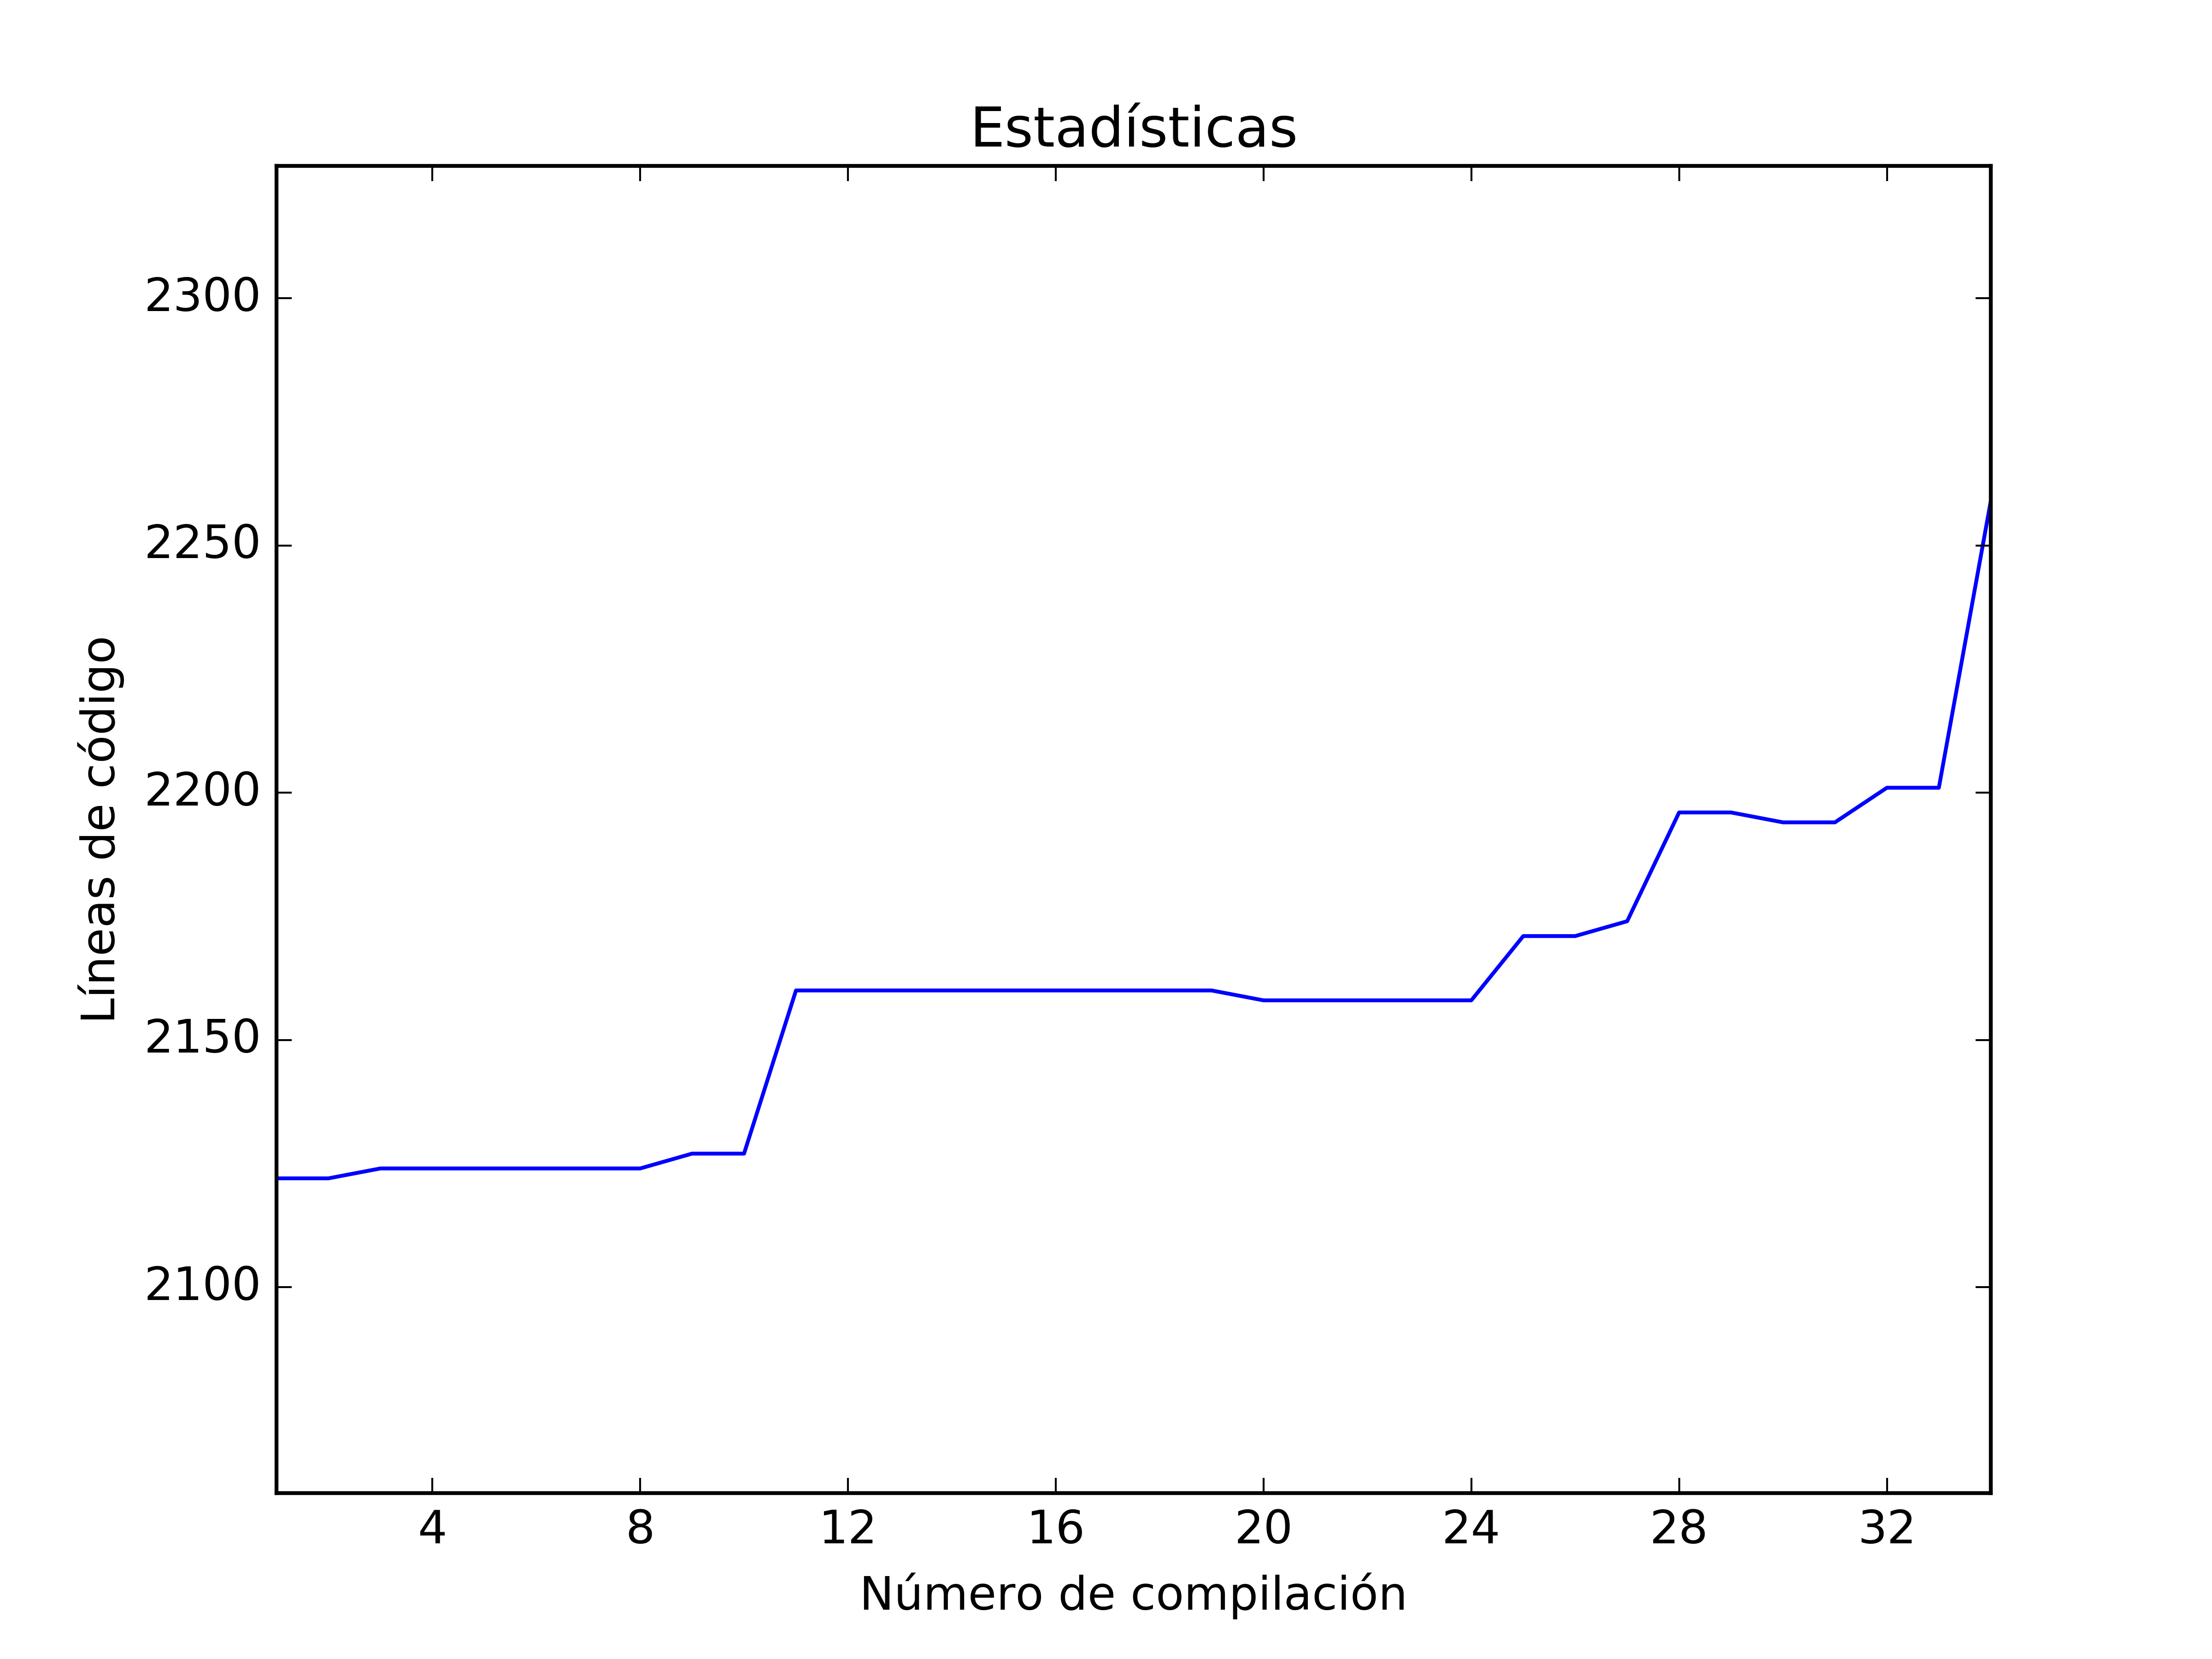 Estadísticas
2300
2250
2200
2150
2100
Líneas de código
4 8 12 16 20 24 28 32
Número de compilación